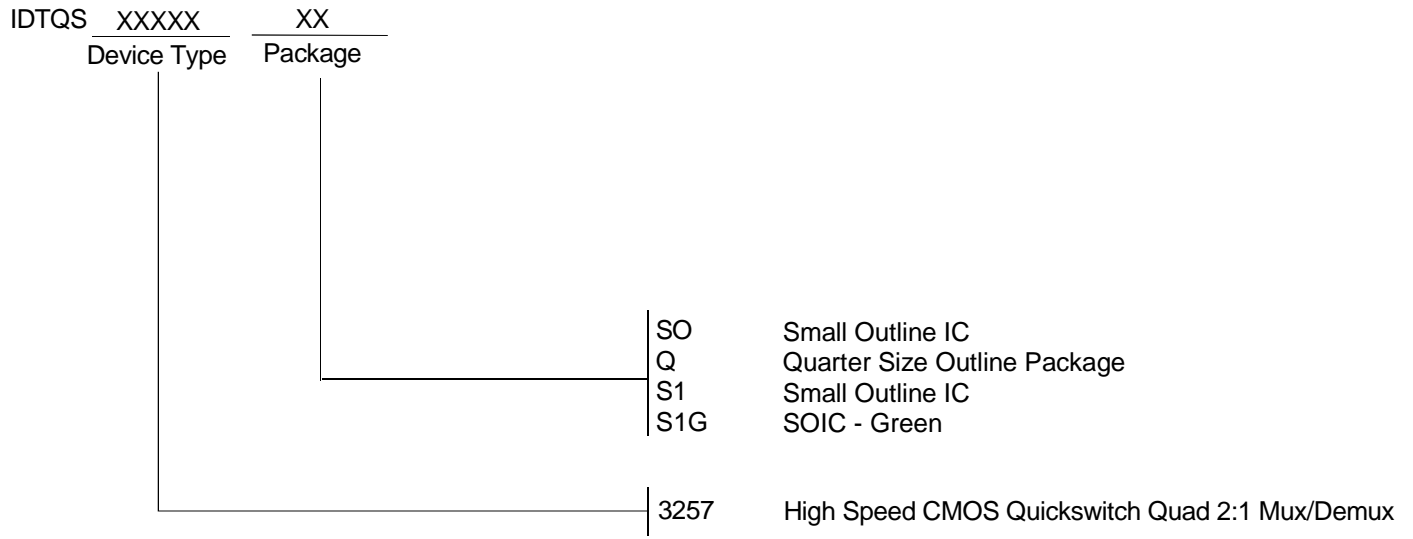 IDTQS XXXXX XX
Device Type Package
SO Small Outline IC
Q Quarter Size Outline Package
S1 Small Outline IC
S1G SOIC - Green
3257 High Speed CMOS Quickswitch Quad 2:1 Mux/Demux